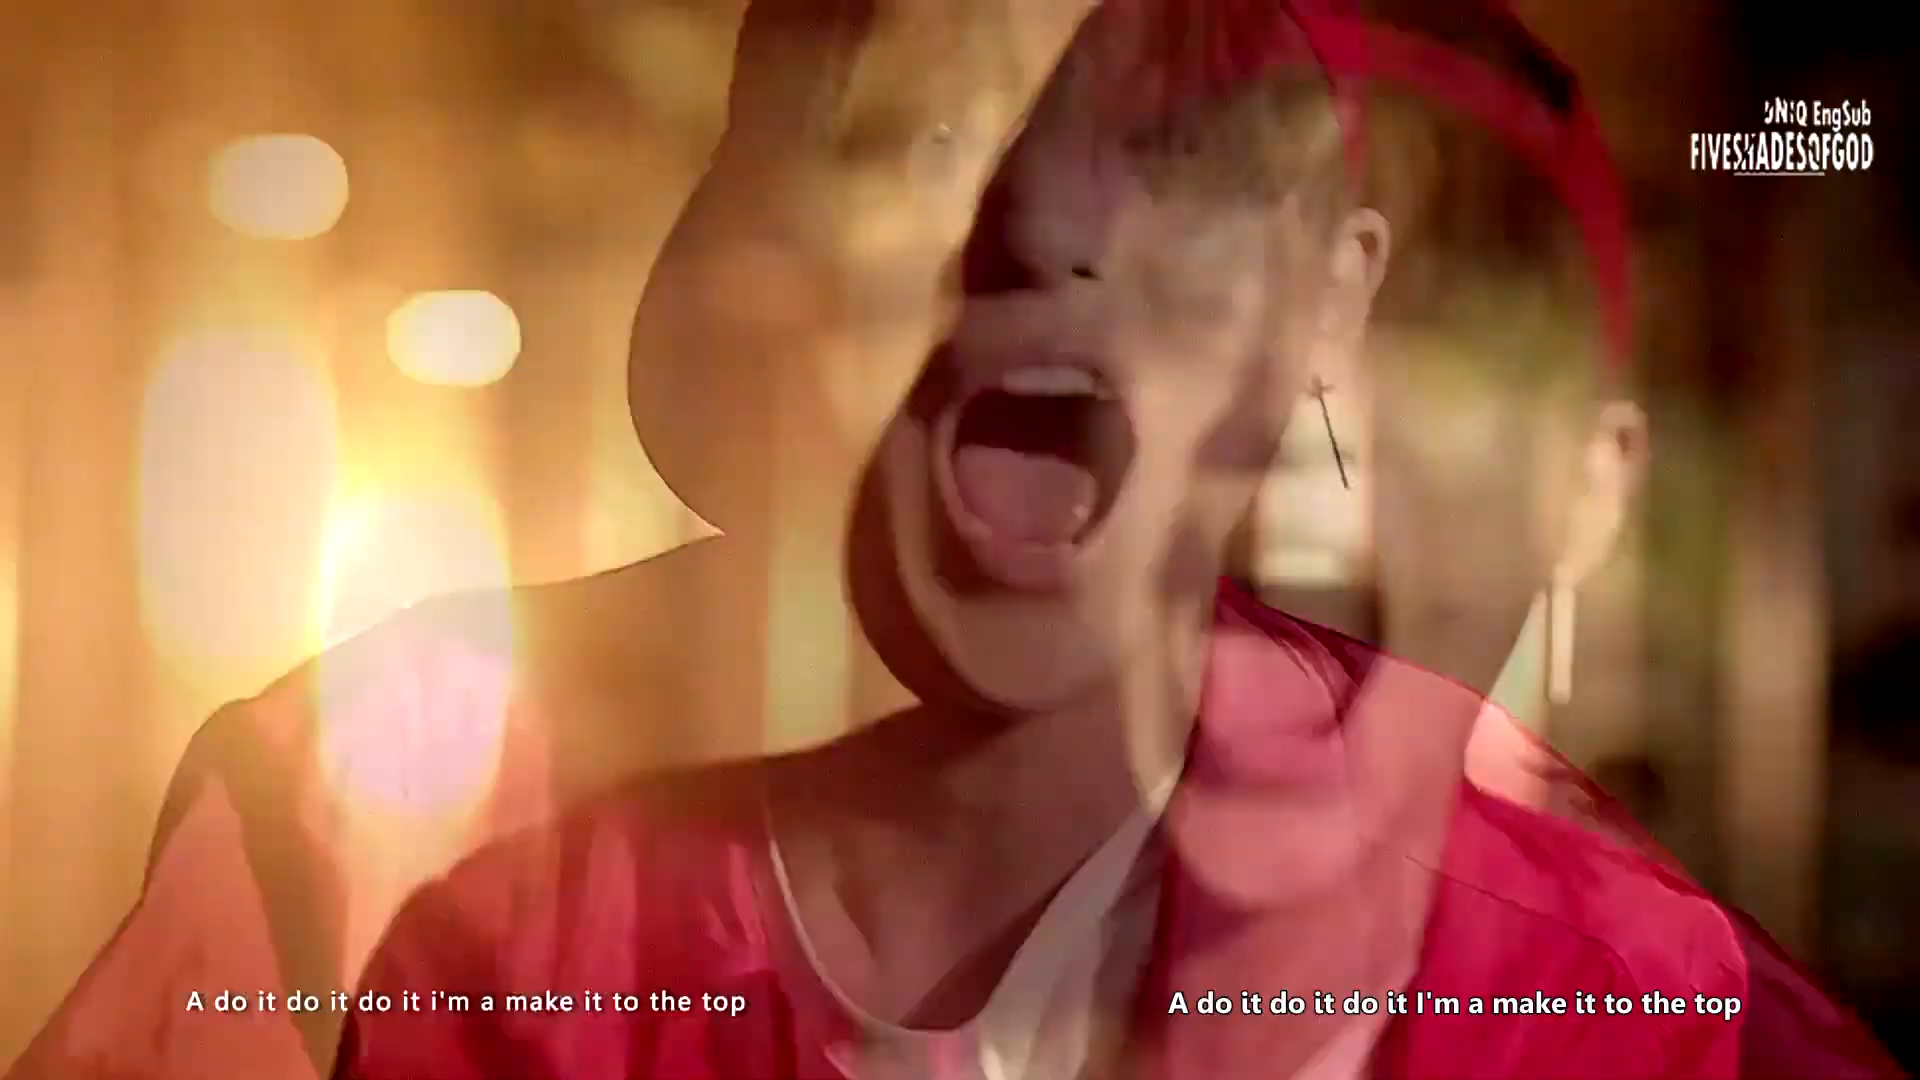 UNIQ EngSub
FIVESHADESOFGOD
A do it do it do it i'm a make it to the top
A do it do it do it I'm a make it to the top